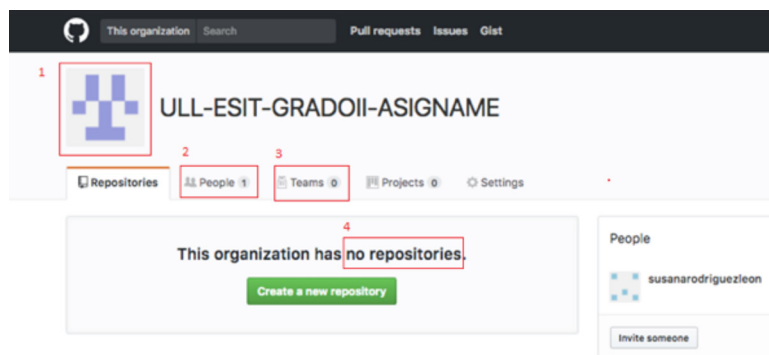 This organization Search Pull requests Issues Gist
1
ULL-ESIT-GRADOII-ASIGNAME
2 3
Repositories People 1 Teams 0 Projects 0 Settings
4
This organization has no repositories.
Create a new repository
People
susanarodriguezleon
Invite someone